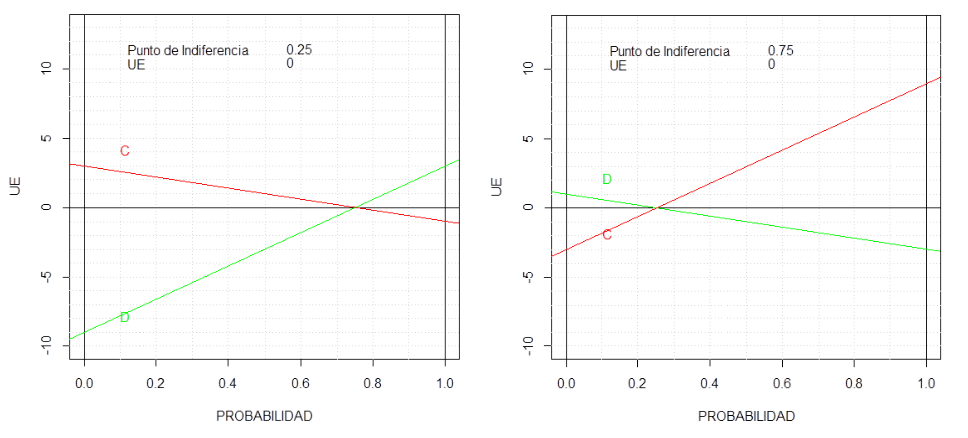 Punto de Indiferencia 0.25
UE 0
C
D
UE
10
5
0
-5
-10
0.0 0.2 0.4 0.6 0.8 1.0
PROBABILIDAD
Punto de Indiferencia 0.75
UE 0
D
C
UE
10
5
0
-5
-10
0.0 0.2 0.4 0.6 0.8 1.0
PROBABILIDAD